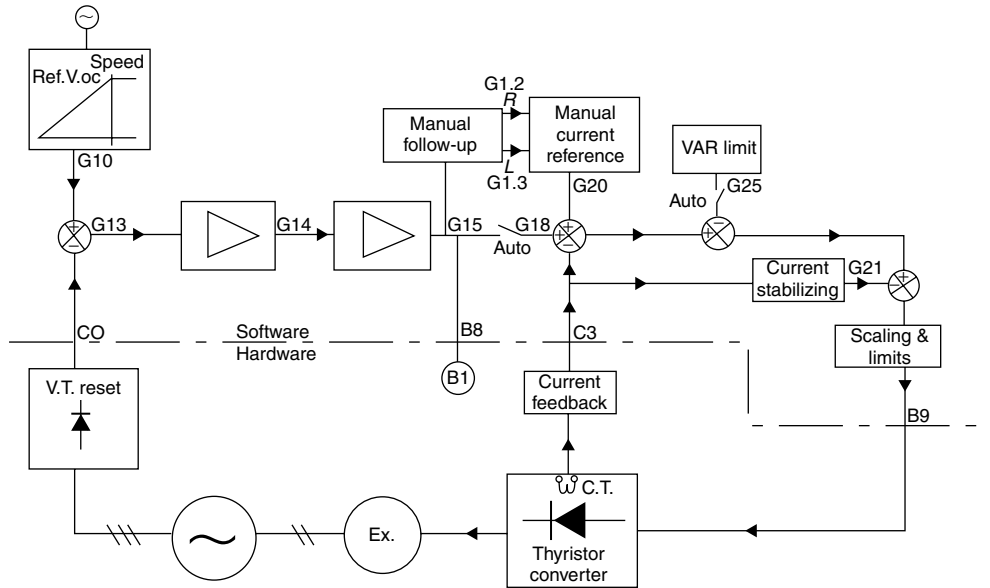 Speed
Ref.V.oc
G10
G13
G14
Manual
follow-up
G1.2
R
L
G1.3
Manual
current
reference
G20
G15
G18
Auto
VAR limit
Auto
G25
Current
stabilizing
G21
Scaling &
limits
CO
Software
Hardware
B8
B1
C3
Current
feedback
B9
V.T. reset
Ex.
C.T.
Thyristor
converter